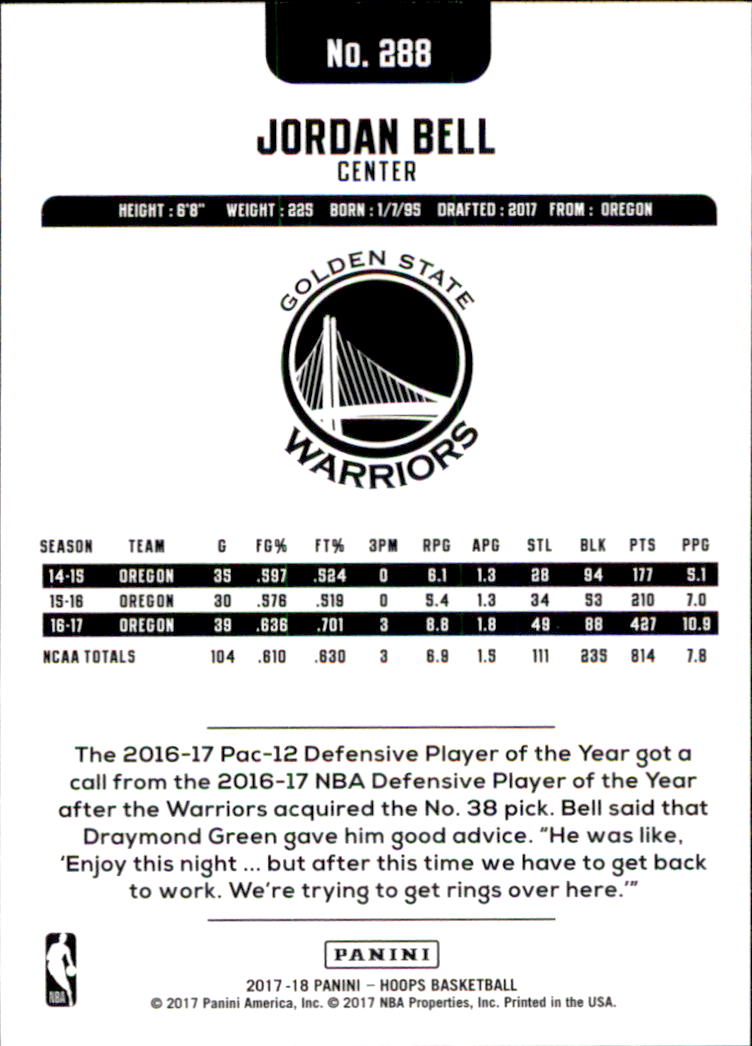 No. 288
JORDAN BELL
CENTER
HEIGHT : 6'8" WEIGHT : 225 BORN : 1/7/95 DRAFTED : 2017 FROM : OREGON
GOLDEN STATE
WARRIORS
SEASON TEAM G FG% FT% 3PM RPG APG STL BLK PTS PPG
14-15 OREGON 35 .597 .524 0 6.1 1.3 28 94 177 5.1
15-16 OREGON 30 .576 .519 0 5.4 1.3 34 53 210 7.0
16-17 OREGON 39 .636 .701 3 8.8 1.8 49 88 427 10.9
NCAA TOTALS 104 .610 .630 3 6.9 1.5 111 235 814 7.8
The 2016-17 Pac-12 Defensive Player of the Year got a
call from the 2016-17 NBA Defensive Player of the Year
after the Warriors acquired the No. 38 pick. Bell said that
Draymond Green gave him good advice. "He was like,
'Enjoy this night ... but after this time we have to get back
to work. We're trying to get rings over here.'"
NBA
PANINI
2017-18 PANINI – HOOPS BASKETBALL
© 2017 Panini America, Inc. © 2017 NBA Properties, Inc. Printed in the USA.